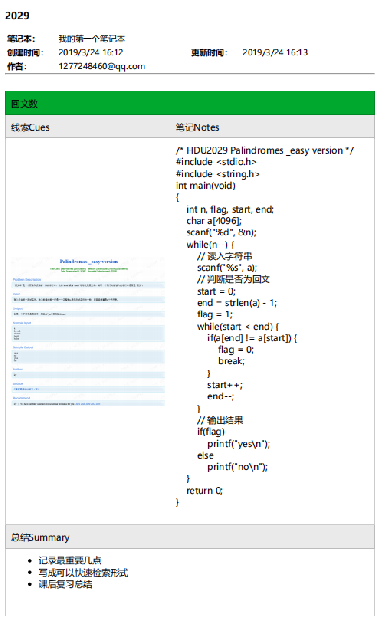 2029
笔记本： 我的第一个笔记本
创建时间： 2019/3/24 16:12 更新时间： 2019/3/24 16:13
作者： 1277248460@qq.com
回文数
线索Cues 笔记Notes
/* HDU2029 Palindromes _easy version */
#include <stdio.h>
#include <string.h>
int main(void)
{
int n, flag, start, end;
char a[4096];
scanf("%d", &n);
while(n--) {
// 读入字符串
scanf("%s", a);
// 判断是否为回文
start = 0;
end = strlen(a) - 1;
flag = 1;
while(start < end) {
if(a[end] != a[start]) {
flag = 0;
break;
}
start++;
end--;
}
// 输出结果
if(flag)
printf("yes\n");
else
printf("no\n");
}
return 0;
}
Palindromes _easy version
总结Summary
记录最重要几点
写成可以快速检索形式
课后复习总结